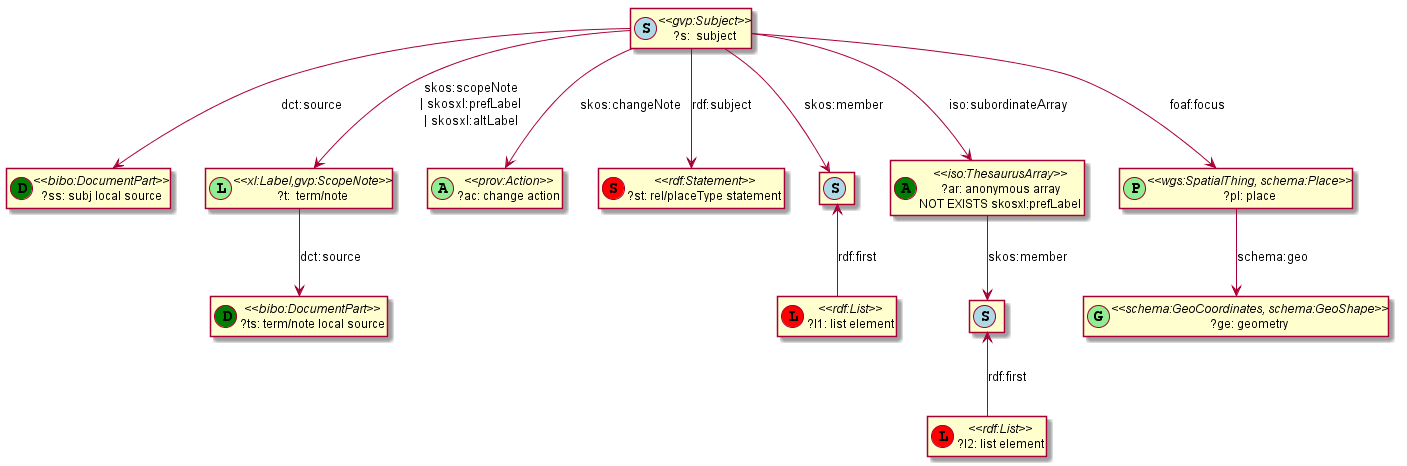 S <<gvp:Subject>>
?s: subject
dct:source
skos:scopeNote
| skosxl:prefLabel
| skosxl:altLabel
skos:changeNote
rdf:subject
skos:member
iso:subordinateArray
foaf:focus
D <<bibo:DocumentPart>>
?ss: subj local source
L <<xl:Label,gvp:ScopeNote>>
?t: term/note
A <<prov:Action>>
?ac: change action
S <<rdf:Statement>>
?st: rel/placeType statement
S
A <<iso:ThesaurusArray>>
?ar: anonymous array
NOT EXISTS skosxl:prefLabel
P <<wgs:SpatialThing, schema:Place>>
?pl: place
dct:source
rdf:first
skos:member
schema:geo
D <<bibo:DocumentPart>>
?ts: term/note local source
L <<rdf:List>>
?l1: list element
S
G <<schema:GeoCoordinates, schema:GeoShape>>
?ge: geometry
rdf:first
L <<rdf:List>>
?l2: list element